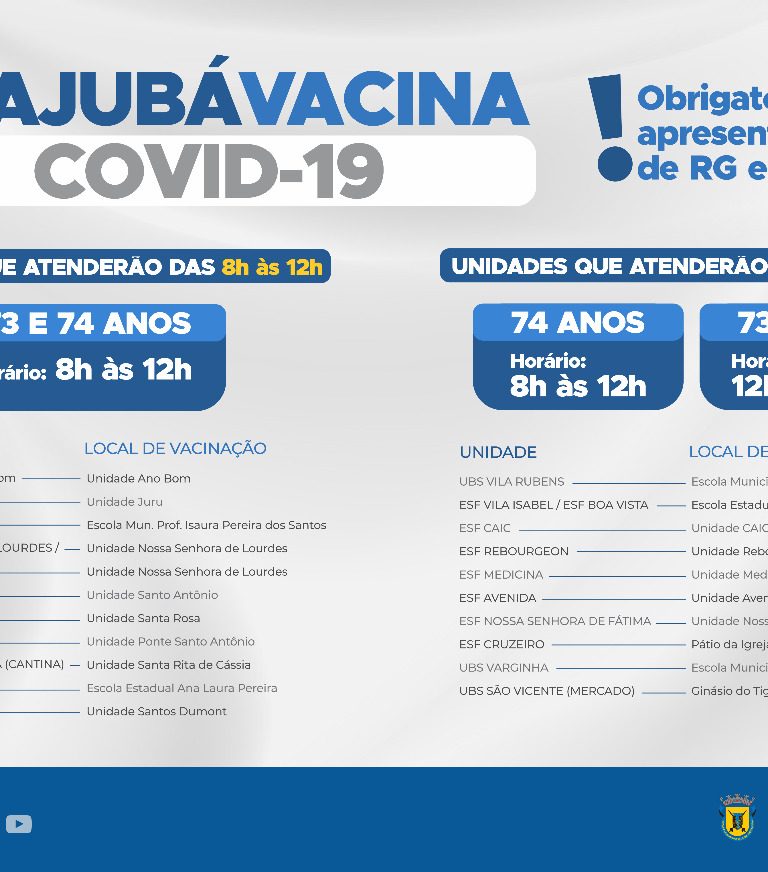 AJUBÁVACINA
COVID-19
Obrigato
apresent
de RG e
UE ATENDERÃO DAS 8h às 12h
73 E 74 ANOS
rário: 8h às 12h
LOCAL DE VACINAÇÃO
om Unidade Ano Bom
Unidade Juru
Escola Mun. Prof. Isaura Pereira dos Santos
LOURDES / Unidade Nossa Senhora de Lourdes
Unidade Nossa Senhora de Lourdes
Unidade Santo Antônio
Unidade Santa Rosa
Unidade Ponte Santo Antônio
A (CANTINA) Unidade Santa Rita de Cássia
Escola Estadual Ana Laura Pereira
Unidade Santos Dumont
UNIDADES QUE ATENDERÃO
74 ANOS
Horário:
8h às 12h
73
Horá
12h
UNIDADE LOCAL DE
UBS VILA RUBENS Escola Munici
ESF VILA ISABEL / ESF BOA VISTA Escola Estadu
ESF CAIC Unidade CAIC
ESF REBOURGEON Unidade Rebo
ESF MEDICINA Unidade Med
ESF AVENIDA Unidade Aven
ESF NOSSA SENHORA DE FÁTIMA Unidade Noss
ESF CRUZEIRO Pátio da Igreja
UBS VARGINHA Escola Munici
UBS SÃO VICENTE (MERCADO) Ginásio do Tig